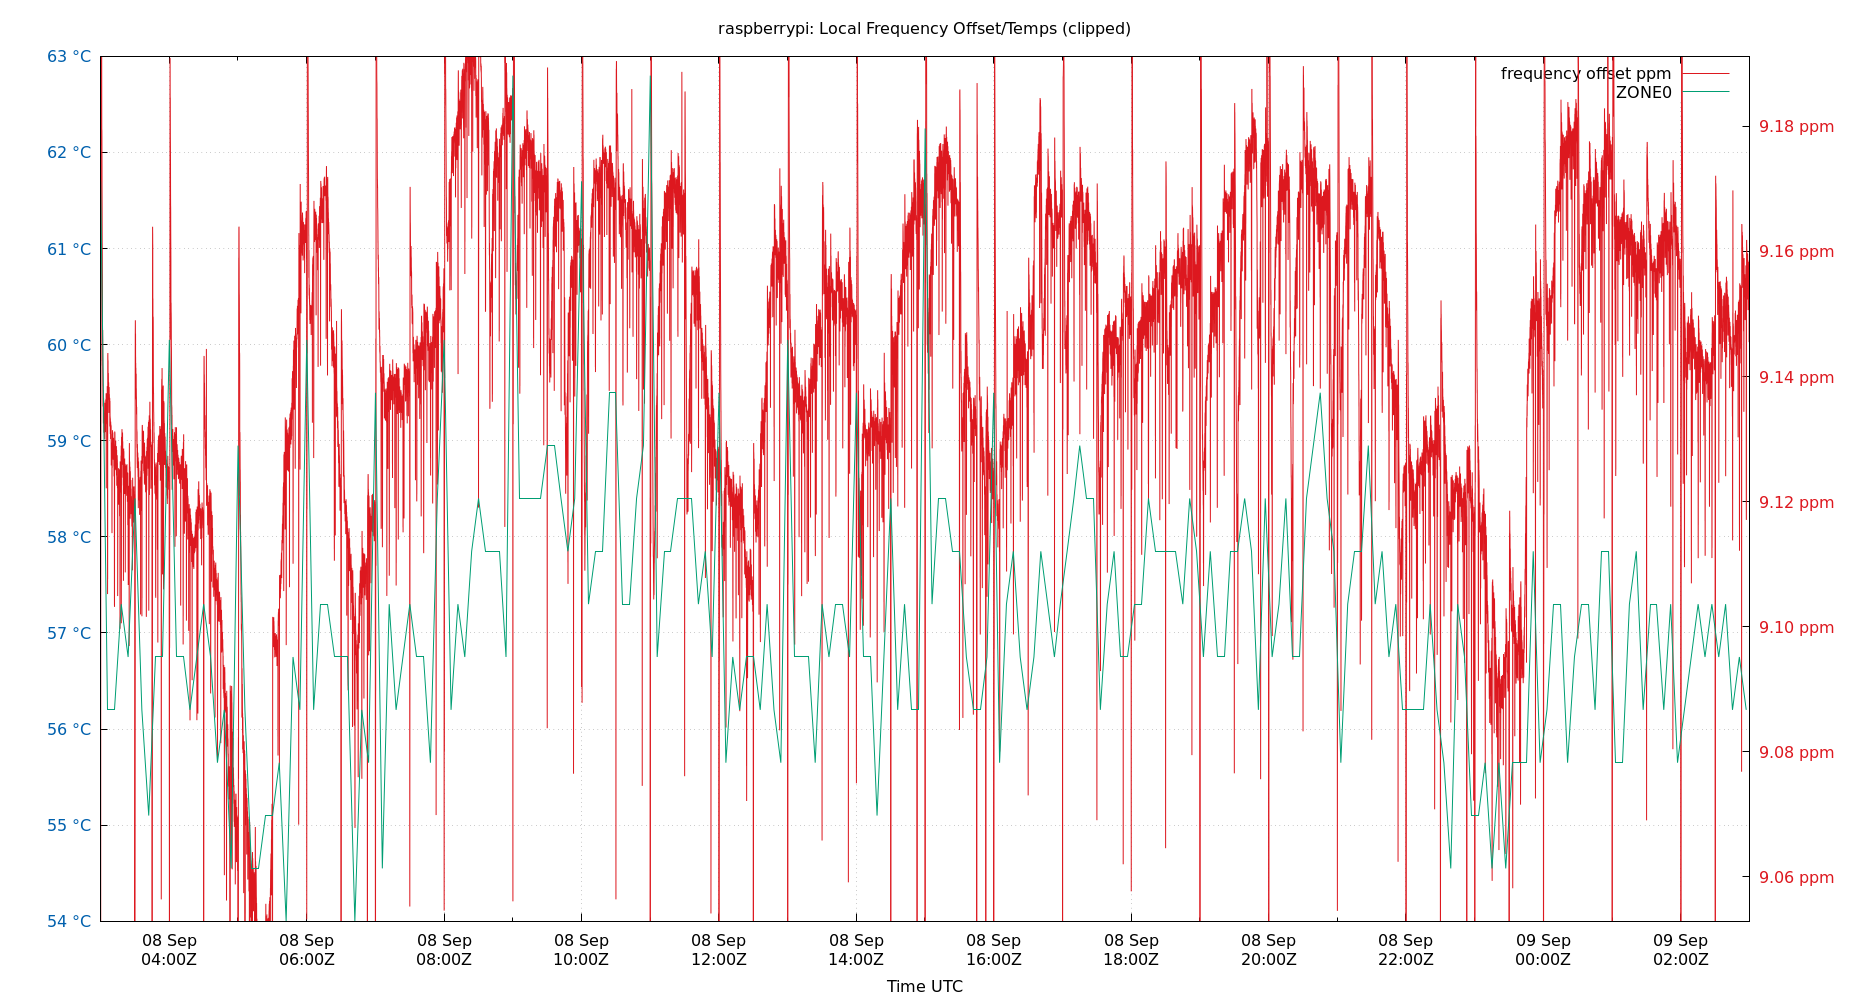 raspberrypi: Local Frequency Offset/Temps (clipped)
63 °C
62 °C
61 °C
60 °C
59 °C
58 °C
57 °C
56 °C
55 °C
54 °C
frequency offset ppm
ZONE0
9.18 ppm
9.16 ppm
9.14 ppm
9.12 ppm
9.10 ppm
9.08 ppm
9.06 ppm
08 Sep 08 Sep 08 Sep 08 Sep 08 Sep 08 Sep 08 Sep 08 Sep 08 Sep 08 Sep 09 Sep 09 Sep
04:00Z 06:00Z 08:00Z 10:00Z 12:00Z 14:00Z 16:00Z 18:00Z 20:00Z 22:00Z 00:00Z 02:00Z
Time UTC